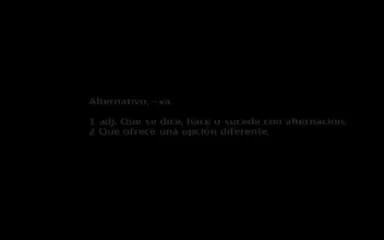 Alternativo, -va
1 adj. Que se dice, hace o sucede con alternación.
2 Que ofrece una opción diferente.